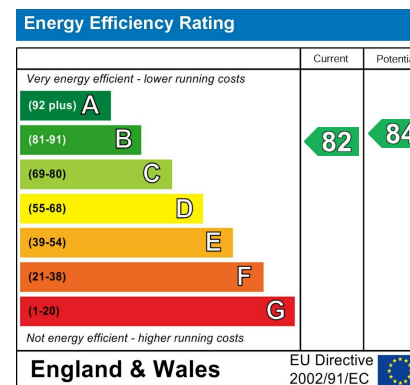 Energy Efficiency Rating
Current Potenti
Very energy efficient - lower running costs
(92 plus) A
(81-91) B
82 84
(69-80) C
(55-68) D
(39-54) E
(21-38) F
(1-20) G
Not energy efficient - higher running costs
England & Wales
EU Directive
2002/91/EC